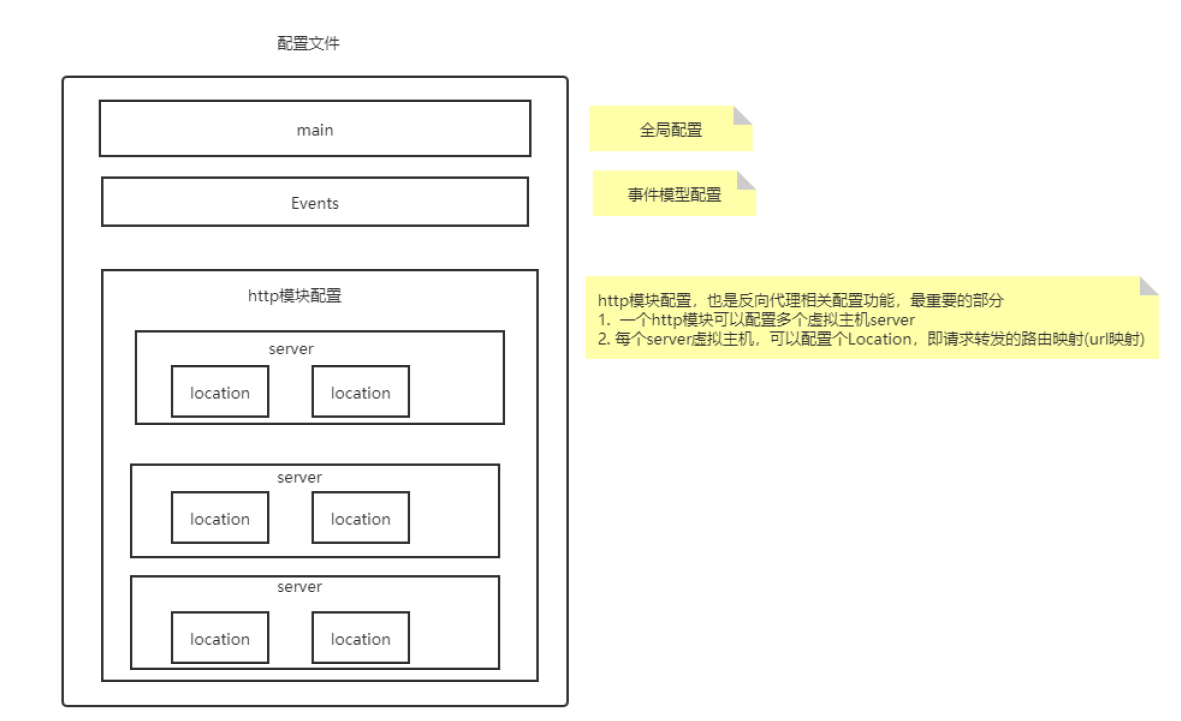 配置文件
main
全局配置
Events
事件模型配置
http模块配置
http模块配置，也是反向代理相关配置功能，最重要的部分
1. 一个http模块可以配置多个虚拟主机server
2. 每个server虚拟主机，可以配置个Location，即请求转发的路由映射(url映射)
server
location location
server
location location
server
location location